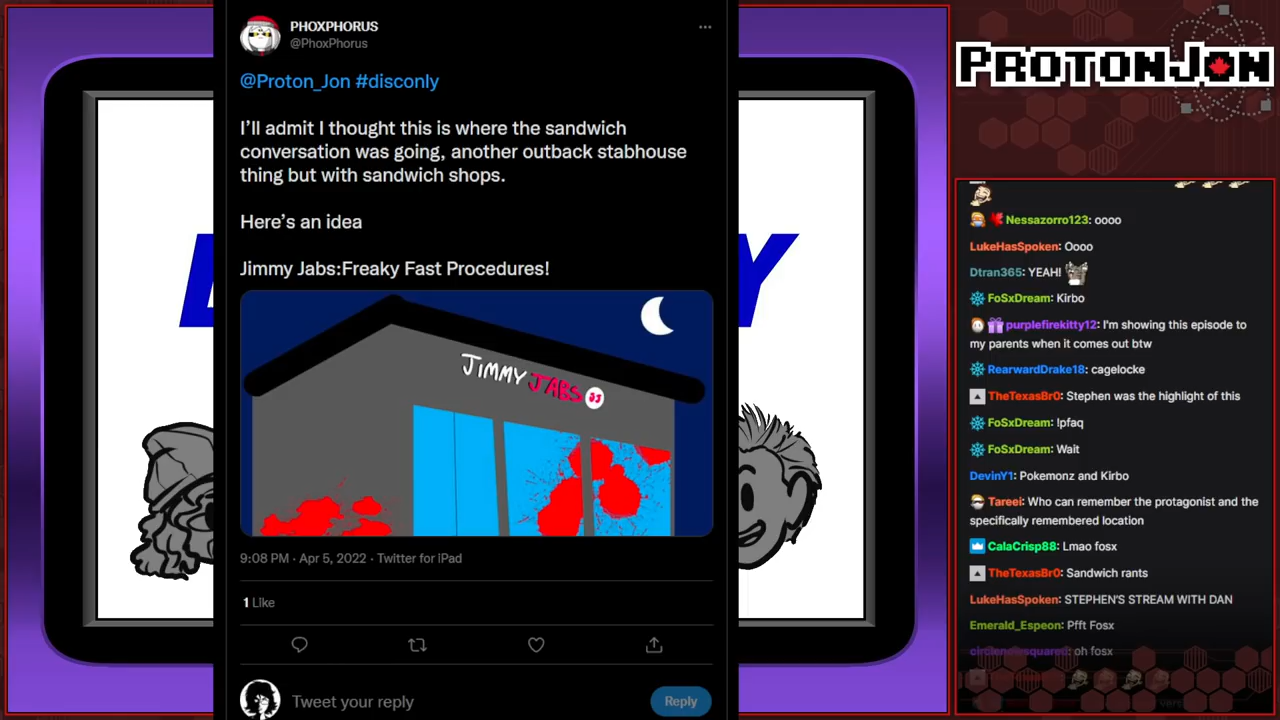 PHOXPHORUS
@PhoxPhorus
@Proton_Jon #disconly
I'll admit I thought this is where the sandwich
conversation was going, another outback stabhouse
thing but with sandwich shops.
Here's an idea
Jimmy Jabs:Freaky Fast Procedures!
JIMMY JABS JJ
9:08 PM · Apr 5, 2022 · Twitter for iPad
1 Like
Tweet your reply
Reply
Y
PROTONJON
Nessazorro123: oooo
LukeHasSpoken: Oooo
Dtran365: YEAH!
FoSxDream: Kirbo
purplefirekitty12: I'm showing this episode to
my parents when it comes out btw
RearwardDrake18: cagelocke
TheTexasBr0: Stephen was the highlight of this
FoSxDream: !pfaq
FoSxDream: Wait
DevinY1: Pokemonz and Kirbo
Tareei: Who can remember the protagonist and the
specifically remembered location
CalaCrisp88: Lmao fosx
TheTexasBr0: Sandwich rants
LukeHasSpoken: STEPHEN'S STREAM WITH DAN
Emerald_Espeon: Pfft Fosx
oh fosx